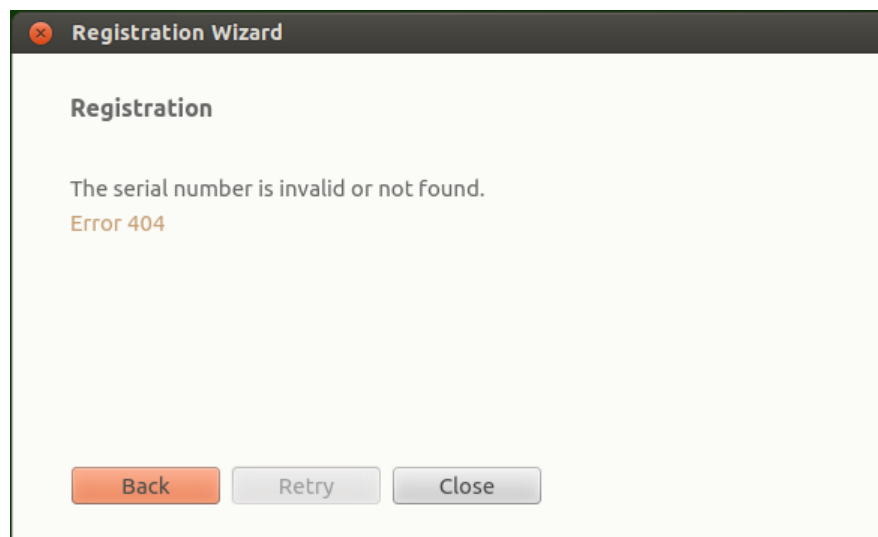 Registration Wizard
Registration
The serial number is invalid or not found.
Error 404
Back Retry Close